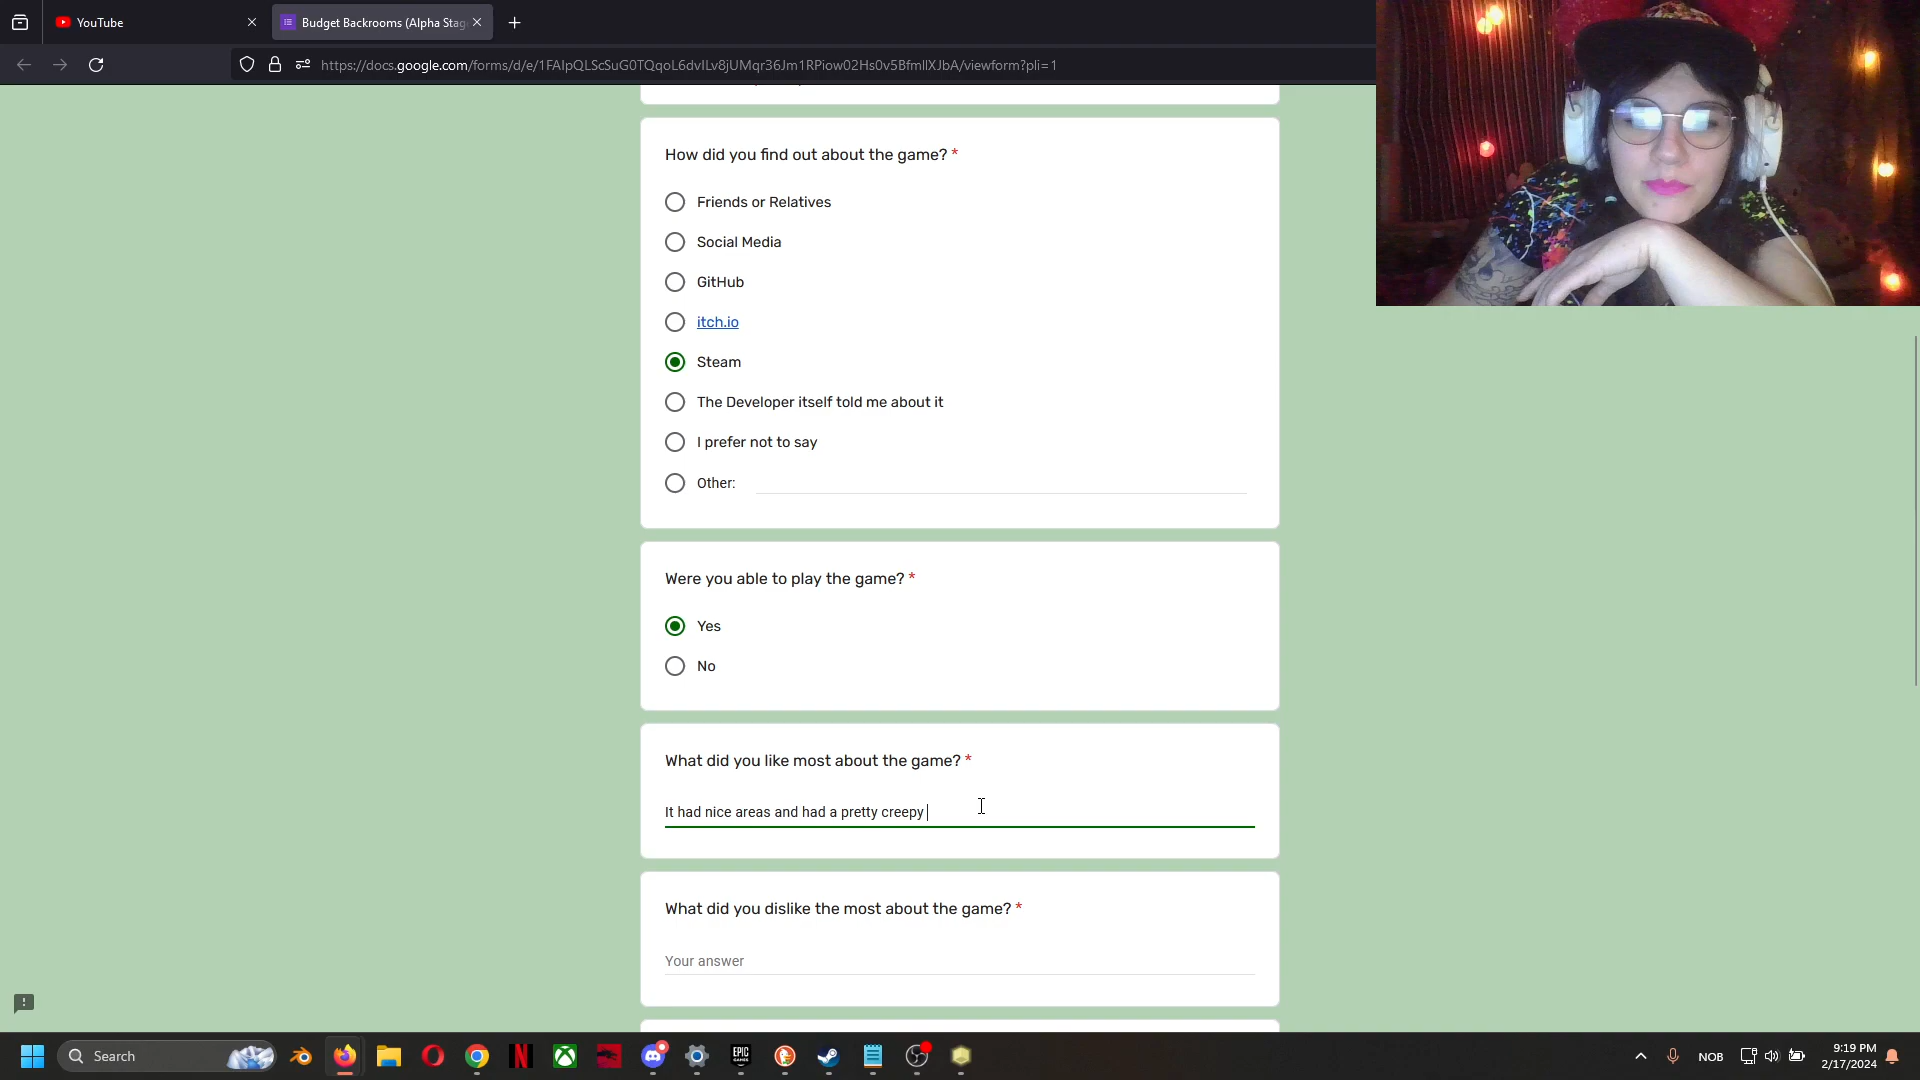 YouTube
Budget Backrooms (Alpha Stag
https://docs.google.com/forms/d/e/1FAIpQLScSuG0TQqoL6dvILv8jUMqr36Jm1RPiow02Hs0v5BfmllXJbA/viewform?pli=1
How did you find out about the game? *
Friends or Relatives
Social Media
GitHub
itch.io
Steam
The Developer itself told me about it
I prefer not to say
Other:
Were you able to play the game? *
Yes
No
What did you like most about the game? *
It had nice areas and had a pretty creepy
What did you dislike the most about the game? *
Your answer
Search
N
EPIC GAMES
NOB
9:19 PM
2/17/2024